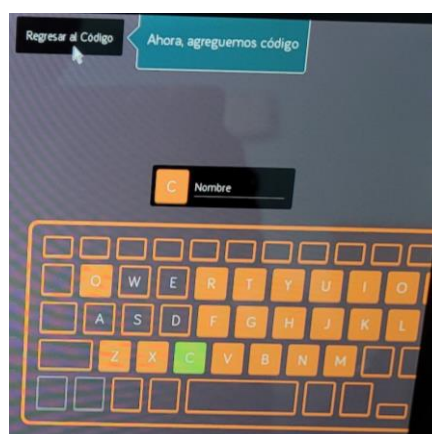 Regresar al Código
Ahora, agreguemos código
C Nombre
Q W E R T Y U I O
A S D F G H J K L
Z X C V B N M